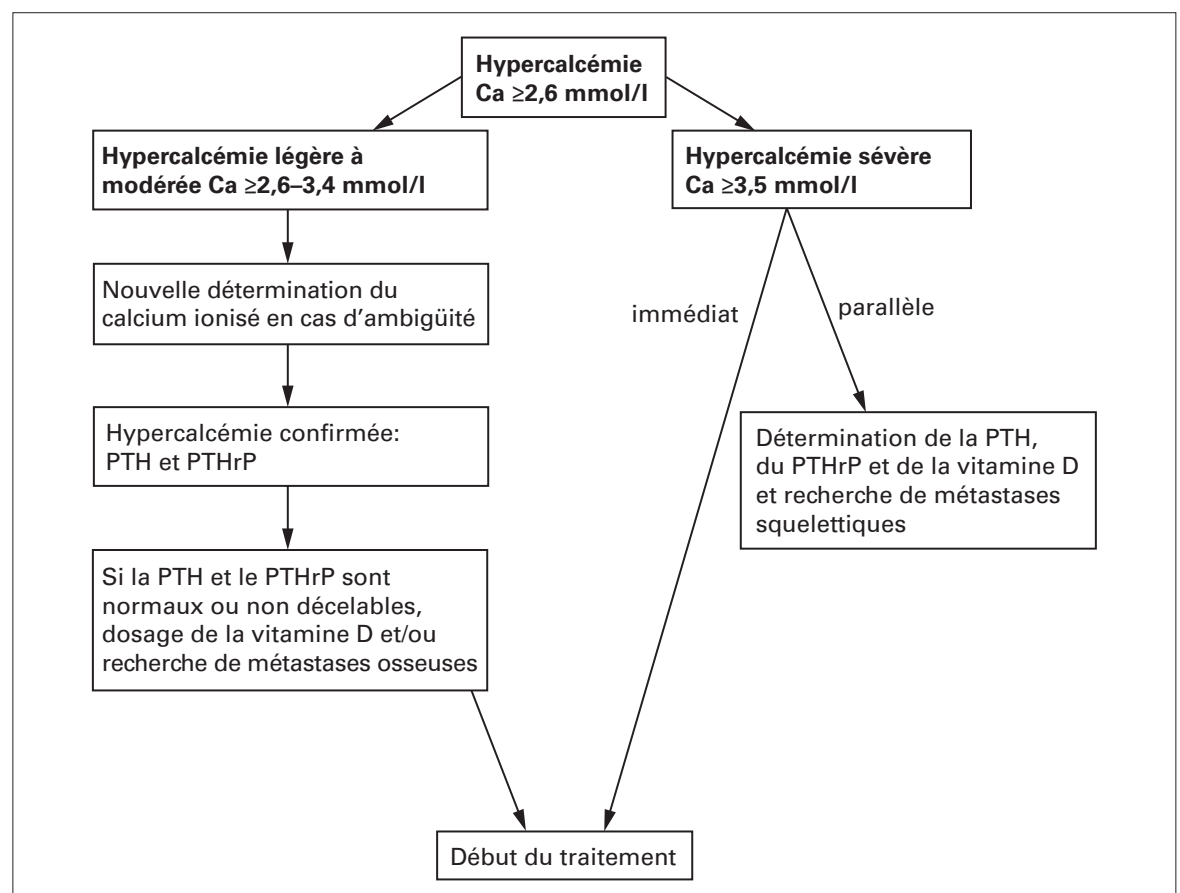 Hypercalcémie
Ca ≥2,6 mmol/l
Hypercalcémie légère à
modérée Ca ≥2,6–3,4 mmol/l
Hypercalcémie sévère
Ca ≥3,5 mmol/l
Nouvelle détermination du
calcium ionisé en cas d'ambigüité
immédiat
parallèle
Hypercalcémie confirmée:
PTH et PTHrP
Détermination de la PTH,
du PTHrP et de la vitamine D
et recherche de métastases
squelettiques
Si la PTH et le PTHrP sont
normaux ou non décelables,
dosage de la vitamine D et/ou
recherche de métastases osseuses
Début du traitement